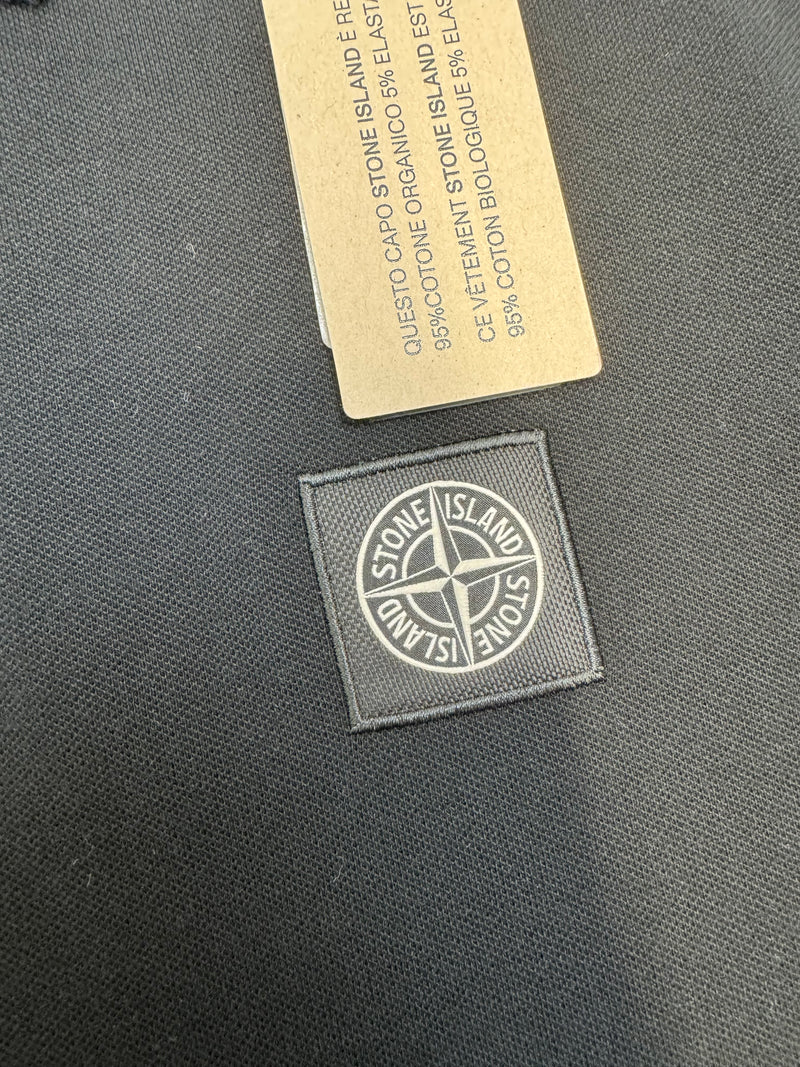 QUESTO CAPO STONE ISLAND È RE
95%COTONE ORGANICO 5% ELASTA
CE VÊTEMENT STONE ISLAND EST
95% COTON BIOLOGIQUE 5% ELAS
STONE ISLAND
STONE ISLAND